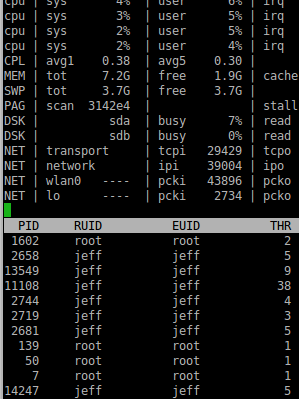 cpu | sys 4% | user 6% | irq
cpu | sys 3% | user 5% | irq
cpu | sys 2% | user 5% | irq
cpu | sys 2% | user 4% | irq
CPL | avg1 0.38 | avg5 0.30 |
MEM | tot 7.2G | free 1.9G | cache
SWP | tot 3.7G | free 3.7G |
PAG | scan 3142e4 | | stall
DSK | sda | busy 7% | read
DSK | sdb | busy 0% | read
NET | transport | tcpi 29429 | tcpo
NET | network | ipi 39004 | ipo
NET | wlan0 ---- | pcki 43896 | pcko
NET | lo ---- | pcki 2734 | pcko
PID RUID EUID THR
1602 root root 2
2658 jeff jeff 5
13549 jeff jeff 9
11108 jeff jeff 38
2744 jeff jeff 4
2719 jeff jeff 3
2681 jeff jeff 5
139 root root 1
50 root root 1
7 root root 1
14247 jeff jeff 5